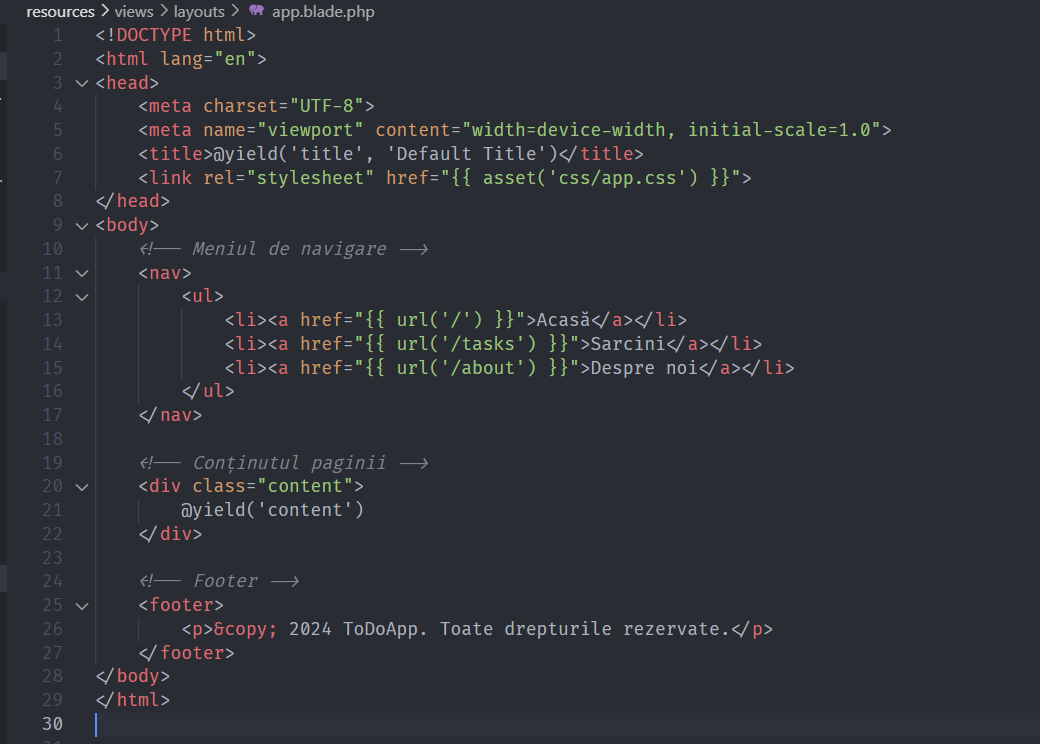 resources > views > layouts > app.blade.php
1 <!DOCTYPE html>
2 <html lang="en">
3 <head>
4     <meta charset="UTF-8">
5     <meta name="viewport" content="width=device-width, initial-scale=1.0">
6     <title>@yield('title', 'Default Title')</title>
7     <link rel="stylesheet" href="{{ asset('css/app.css') }}">
8 </head>
9 <body>
10     <!-- Meniul de navigare -->
11     <nav>
12         <ul>
13             <li><a href="{{ url('/') }}">Acasă</a></li>
14             <li><a href="{{ url('/tasks') }}">Sarcini</a></li>
15             <li><a href="{{ url('/about') }}">Despre noi</a></li>
16         </ul>
17     </nav>
18
19     <!-- Conținutul paginii -->
20     <div class="content">
21         @yield('content')
22     </div>
23
24     <!-- Footer -->
25     <footer>
26         <p>&copy; 2024 ToDoApp. Toate drepturile rezervate.</p>
27     </footer>
28 </body>
29 </html>
30